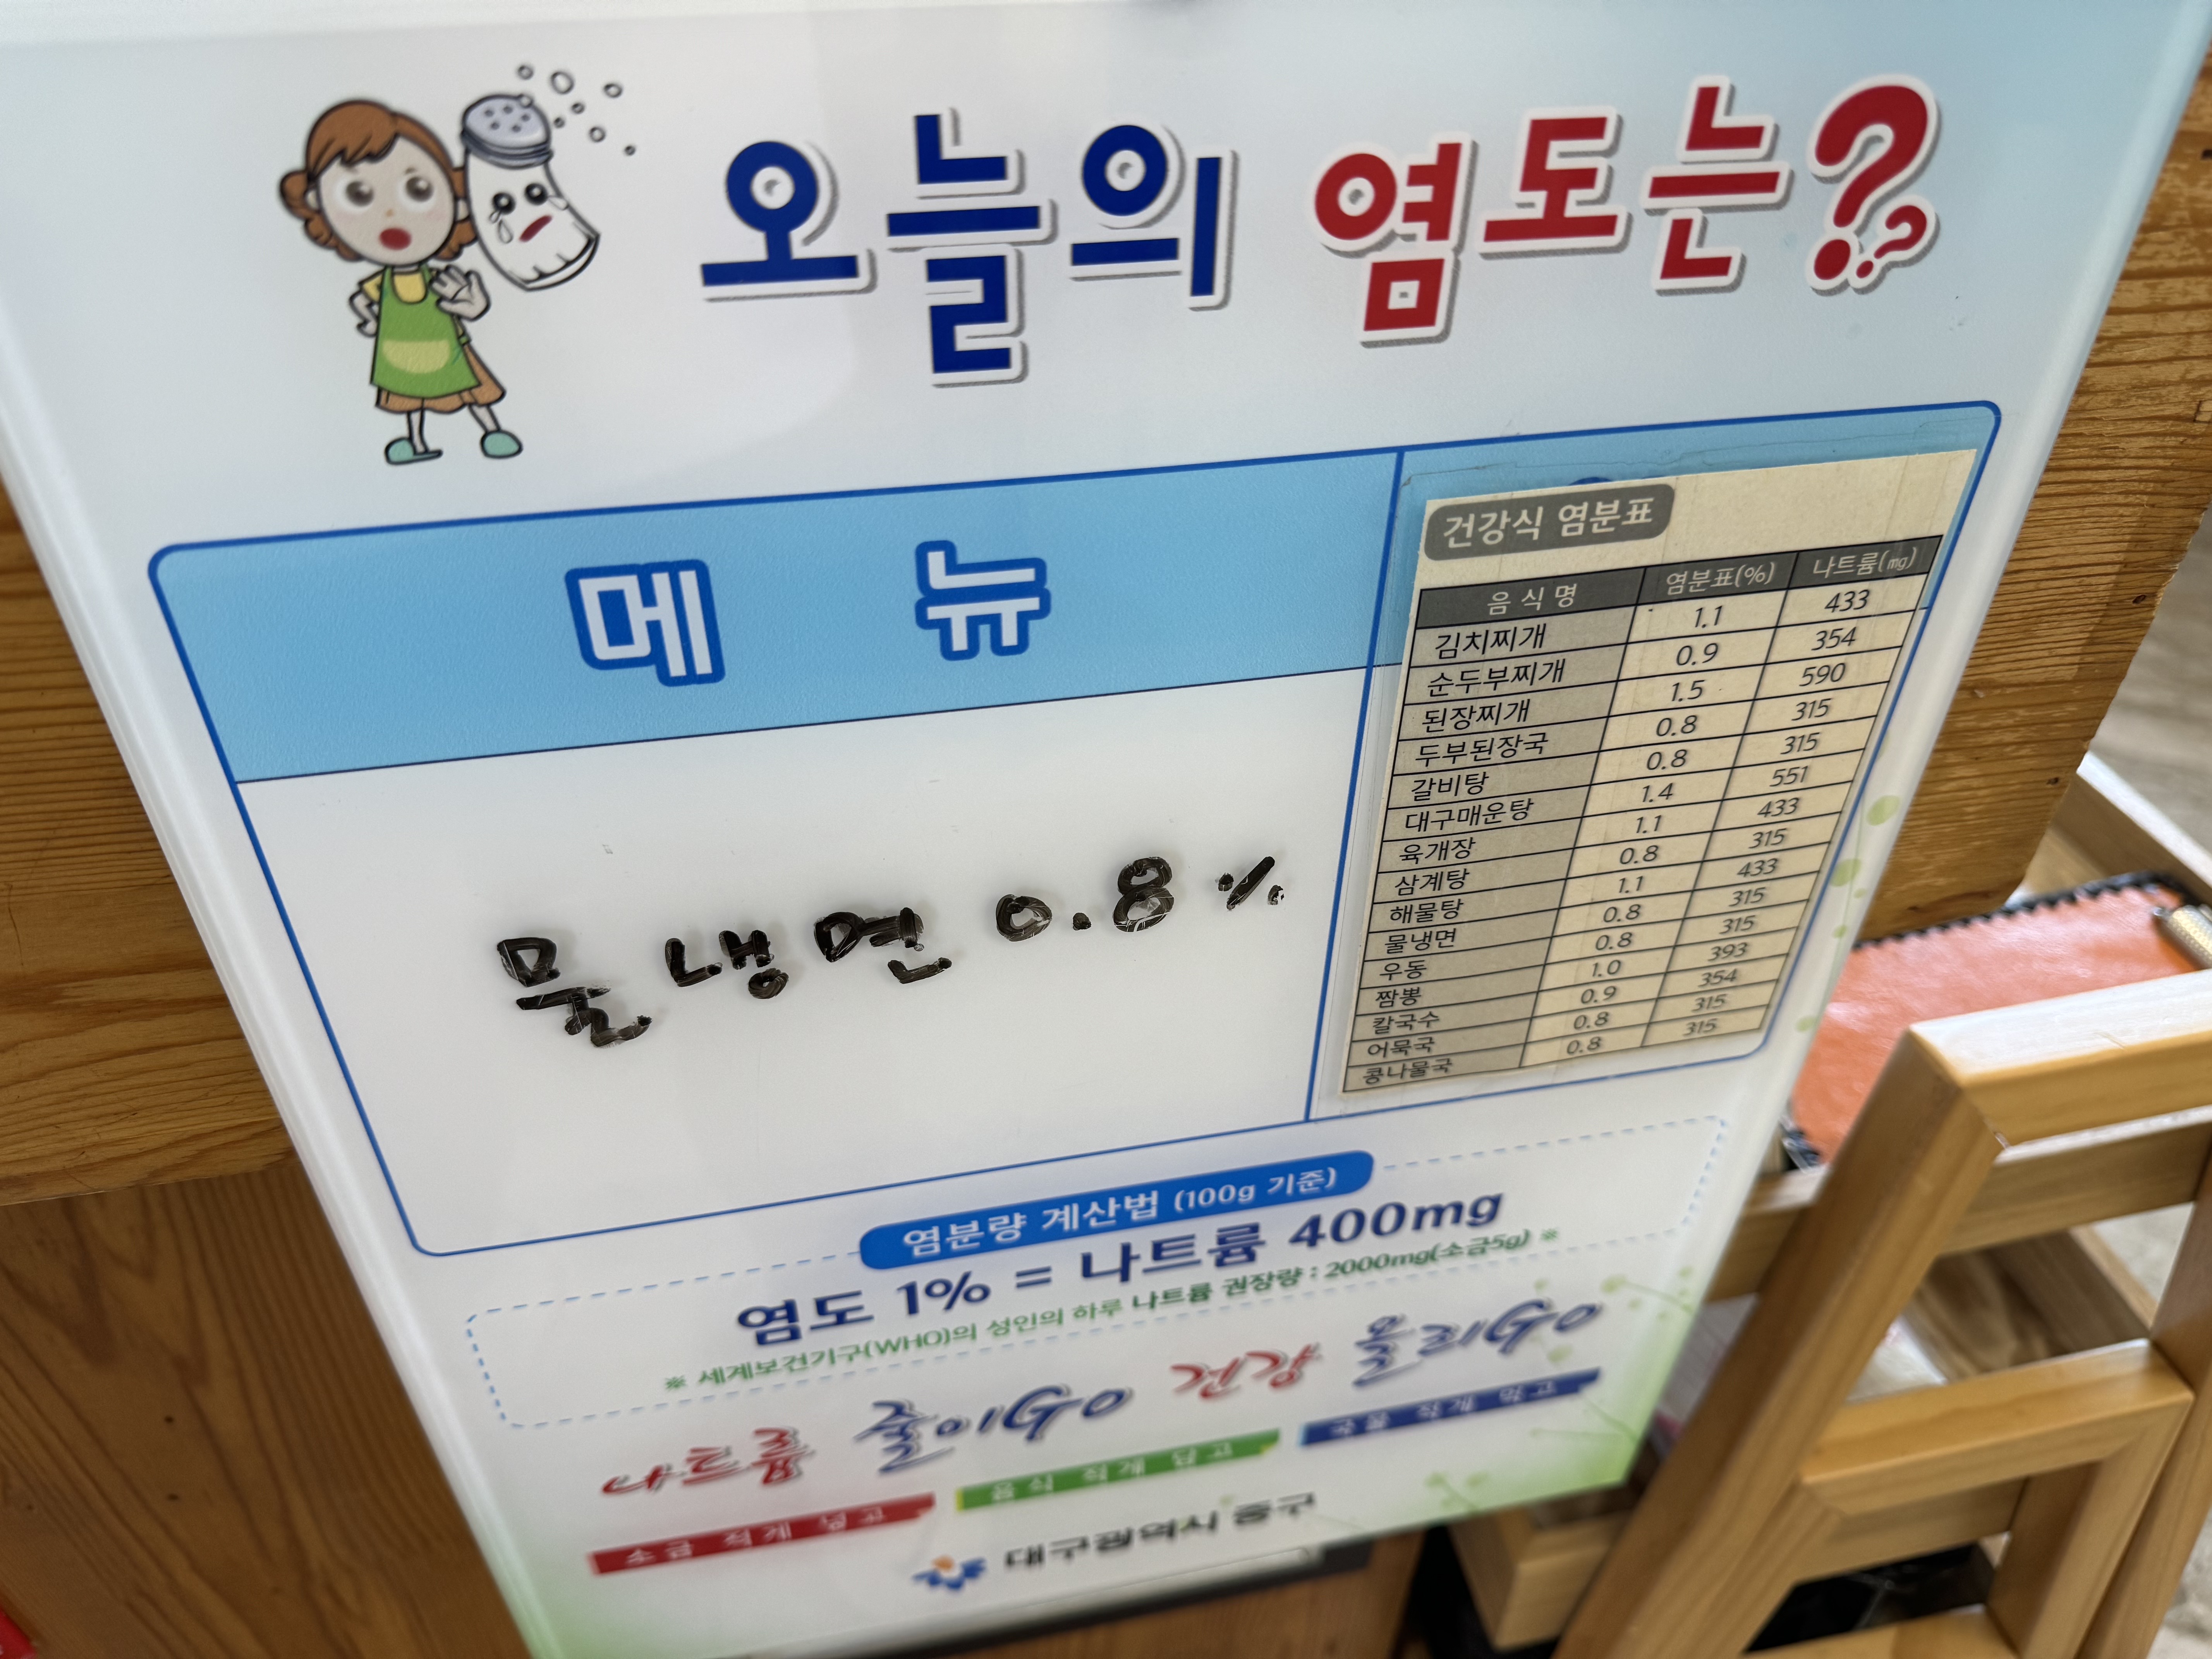 오늘의 염도는?
메뉴
물냉면 0.8%
건강식 염분표
음식명 염분표(%) 나트륨(mg)
김치찌개 1.1 433
순두부찌개 0.9 354
된장찌개 1.5 590
두부된장국 0.8 315
갈비탕 0.8 315
대구매운탕 1.4 551
육개장 1.1 433
삼계탕 0.8 315
해물탕 1.1 433
물냉면 0.8 315
우동 0.8 315
짬뽕 1.0 393
칼국수 0.9 354
어묵국 0.8 315
콩나물국 0.8 315
염분량 계산법 (100g 기준)
염도 1% = 나트륨 400mg
※ 세계보건기구(WHO)의 성인의 하루 나트륨 권장량 : 2000mg(소금5g) ※
나트륨 줄이GO 건강 올리GO
소금 적게 넣고 음식 적게 담고 국물 적게 먹고
대구광역시 중구